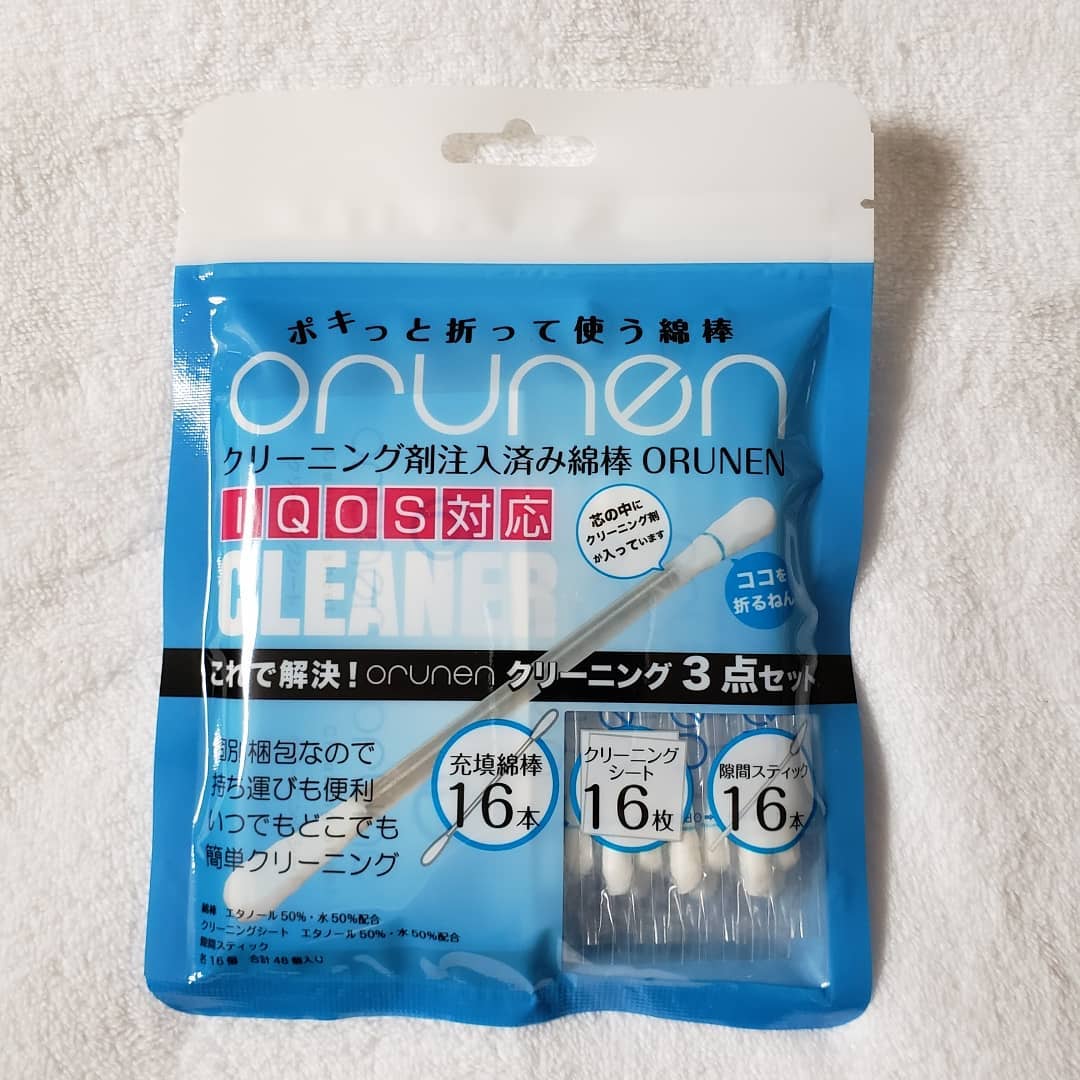 ポキっと折って使う綿棒
orunen
クリーニング剤注入済み綿棒 ORUNEN
IQOS対応
CLEANER
芯の中に
クリーニング剤
が入っています
ココを
折るねん
これで解決!orunen クリーニング3点セット
個別梱包なので
持ち運びも便利
いつでもどこでも
簡単クリーニング
充填綿棒
16本
クリーニング
シート
16枚
隙間スティック
16本
綿棒 エタノール50%・水50%配合
クリーニングシート エタノール50%・水50%配合
隙間スティック
各16個 合計48個入り